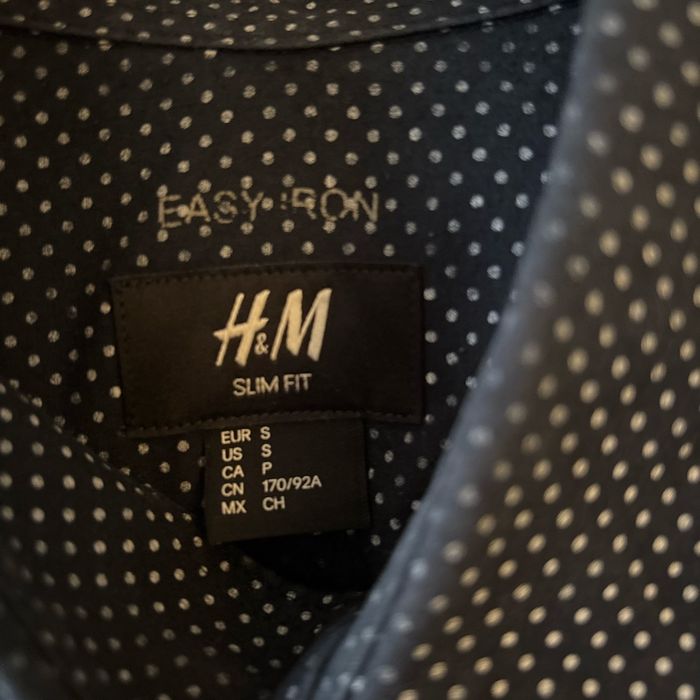 EASY IRON
H&M
SLIM FIT
EUR S
US S
CA P
CN 170/92A
MX CH